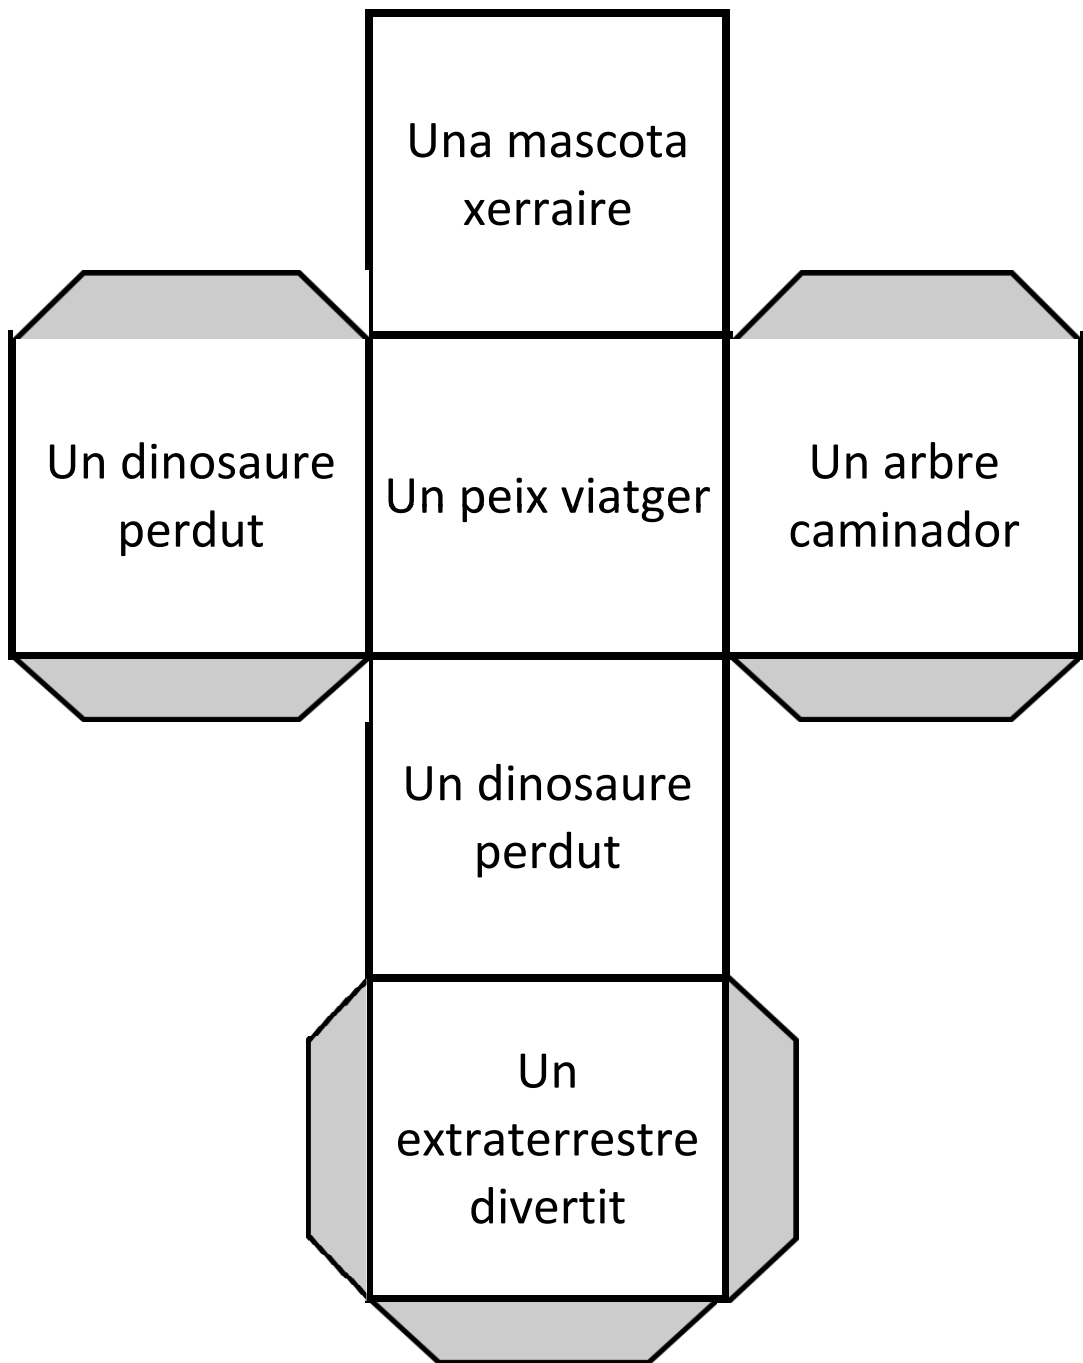 Una mascota
xerraire
Un dinosaure
perdut
Un peix viatger
Un arbre
caminador
Un dinosaure
perdut
Un
extraterrestre
divertit